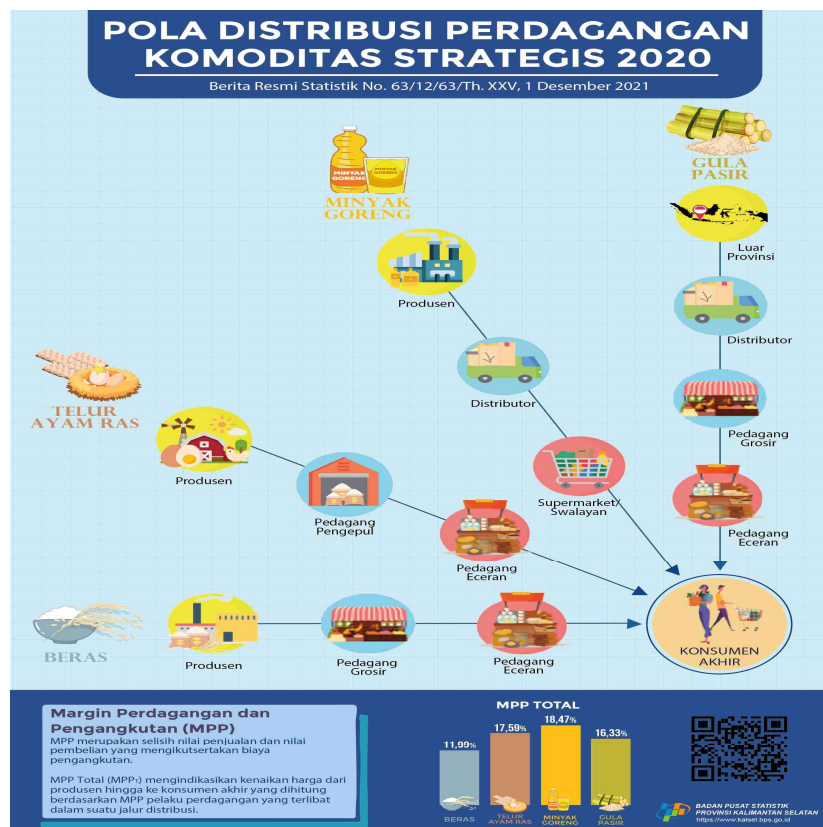 POLA DISTRIBUSI PERDAGANGAN
KOMODITAS STRATEGIS 2020
Berita Resmi Statistik No. 63/12/63/Th. XXV, 1 Desember 2021
MINYAK
GORENG
MINYAK
GORENG
MINYAK
GORENG
GULA
PASIR
Luar
Provinsi
Produsen
Distributor
Distributor
TELUR
AYAM RAS
Pedagang
Grosir
Produsen
Supermarket/
Swalayan
Pedagang
Pengepul
Pedagang
Eceran
Pedagang
Eceran
BERAS
Produsen
Pedagang
Grosir
Pedagang
Eceran
KONSUMEN
AKHIR
Margin Perdagangan dan
Pengangkutan (MPP)
MPP merupakan selisih nilai penjualan dan nilai
pembelian yang mengikutsertakan biaya
pengangkutan.
MPP Total (MPPT) mengindikasikan kenaikan harga dari
produsen hingga ke konsumen akhir yang dihitung
berdasarkan MPP pelaku perdagangan yang terlibat
dalam suatu jalur distribusi.
MPP TOTAL
11,99%
17,59%
18,47%
16,33%
BERAS
TELUR
AYAM RAS
MINYAK
GORENG
GULA
PASIR
BADAN PUSAT STATISTIK
PROVINSI KALIMANTAN SELATAN
https://www.kalsel.bps.go.id